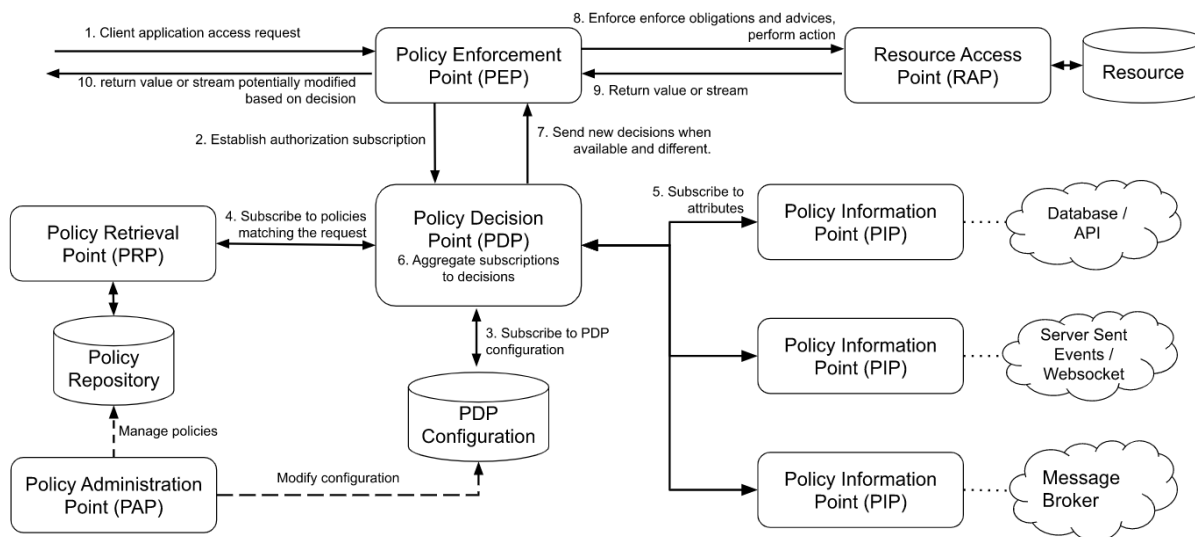 1. Client application access request
10. return value or stream potentially modified
based on decision
Policy Enforcement
Point (PEP)
8. Enforce enforce obligations and advices,
perform action
9. Return value or stream
Resource Access
Point (RAP)
Resource
2. Establish authorization subscription
7. Send new decisions when
available and different.
Policy Retrieval
Point (PRP)
4. Subscribe to policies
matching the request
Policy Decision
Point (PDP)
6. Aggregate subscriptions
to decisions
5. Subscribe to
attributes
Policy Information
Point (PIP)
Database /
API
3. Subscribe to PDP
configuration
Policy
Repository
Policy Information
Point (PIP)
Server Sent
Events /
Websocket
PDP
Configuration
Manage policies
Policy Administration
Point (PAP)
Modify configuration
Policy Information
Point (PIP)
Message
Broker